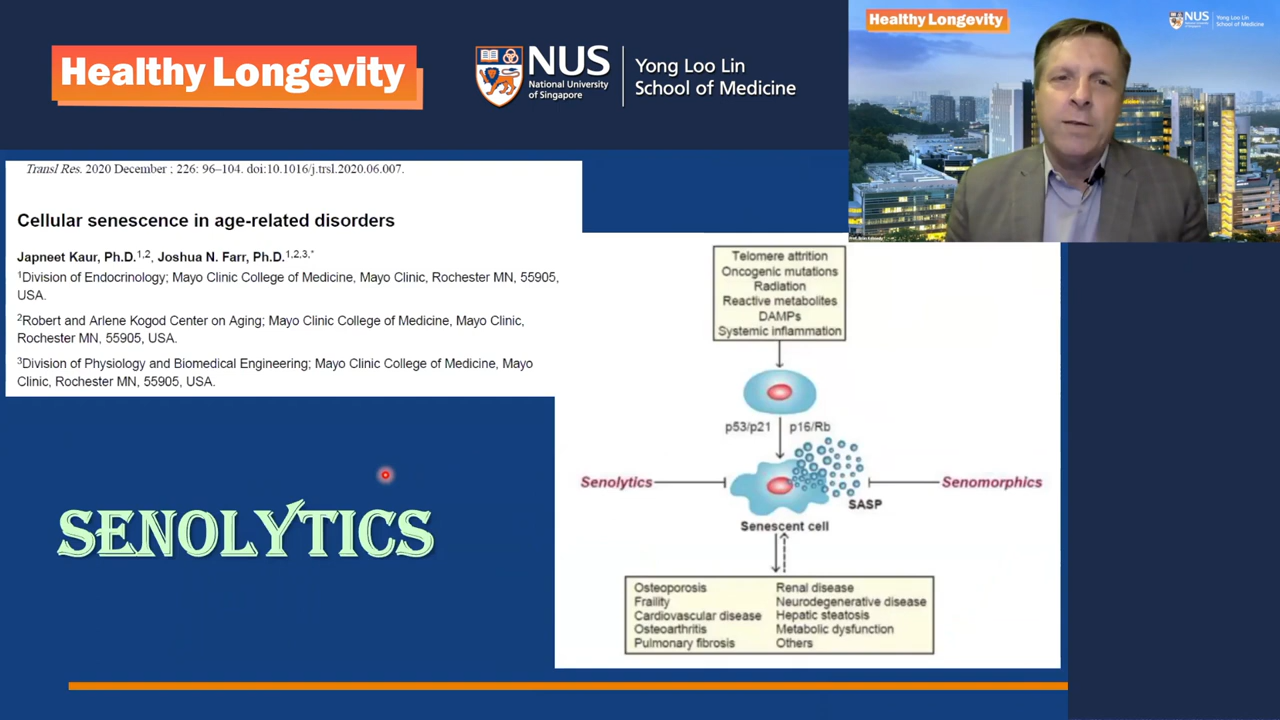 Healthy Longevity
NUS
National University
of Singapore
Yong Loo Lin
School of Medicine
Healthy Longevity
NUS
Yong Loo Lin
School of Medicine
Transl Res. 2020 December ; 226: 96–104. doi:10.1016/j.trsl.2020.06.007.
Cellular senescence in age-related disorders
Japneet Kaur, Ph.D.1,2, Joshua N. Farr, Ph.D.1,2,3,*
1Division of Endocrinology; Mayo Clinic College of Medicine, Mayo Clinic, Rochester MN, 55905,
USA.
2Robert and Arlene Kogod Center on Aging; Mayo Clinic College of Medicine, Mayo Clinic,
Rochester MN, 55905, USA.
3Division of Physiology and Biomedical Engineering; Mayo Clinic College of Medicine, Mayo
Clinic, Rochester MN, 55905, USA.
SENOLYTICS
Telomere attrition
Oncogenic mutations
Radiation
Reactive metabolites
DAMPs
Systemic inflammation
p53/p21 p16/Rb
Senolytics
Senomorphics
SASP
Senescent cell
Osteoporosis
Fraility
Cardiovascular disease
Osteoarthritis
Pulmonary fibrosis
Renal disease
Neurodegenerative disease
Hepatic steatosis
Metabolic dysfunction
Others